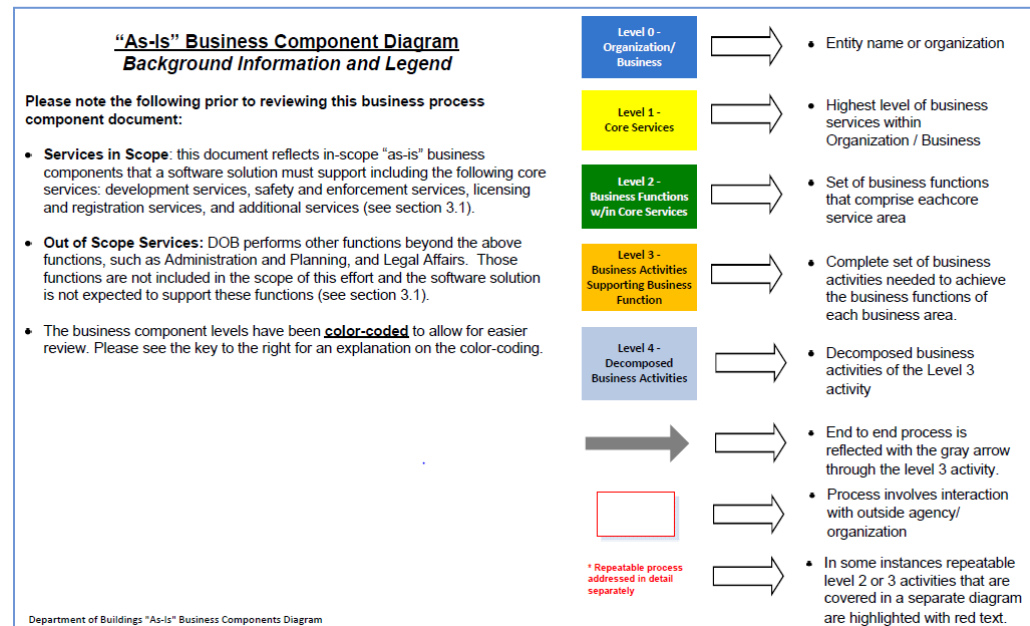 “As-Is” Business Component Diagram
Background Information and Legend
Please note the following prior to reviewing this business process
component document:
• Services in Scope: this document reflects in-scope “as-is” business
components that a software solution must support including the following core
services: development services, safety and enforcement services, licensing
and registration services, and additional services (see section 3.1).
• Out of Scope Services: DOB performs other functions beyond the above
functions, such as Administration and Planning, and Legal Affairs. Those
functions are not included in the scope of this effort and the software solution
is not expected to support these functions (see section 3.1).
• The business component levels have been color-coded to allow for easier
review. Please see the key to the right for an explanation on the color-coding.
Level 0 -
Organization/
Business
• Entity name or organization
Level 1 -
Core Services
• Highest level of business
services within
Organization / Business
Level 2 -
Business Functions
w/in Core Services
• Set of business functions
that comprise eachcore
service area
Level 3 -
Business Activities
Supporting Business
Function
• Complete set of business
activities needed to achieve
the business functions of
each business area.
Level 4 -
Decomposed
Business Activities
• Decomposed business
activities of the Level 3
activity
• End to end process is
reflected with the gray arrow
through the level 3 activity.
• Process involves interaction
with outside agency/
organization
* Repeatable process
addressed in detail
separately
• In some instances repeatable
level 2 or 3 activities that are
covered in a separate diagram
are highlighted with red text.
Department of Buildings "As-Is" Business Components Diagram